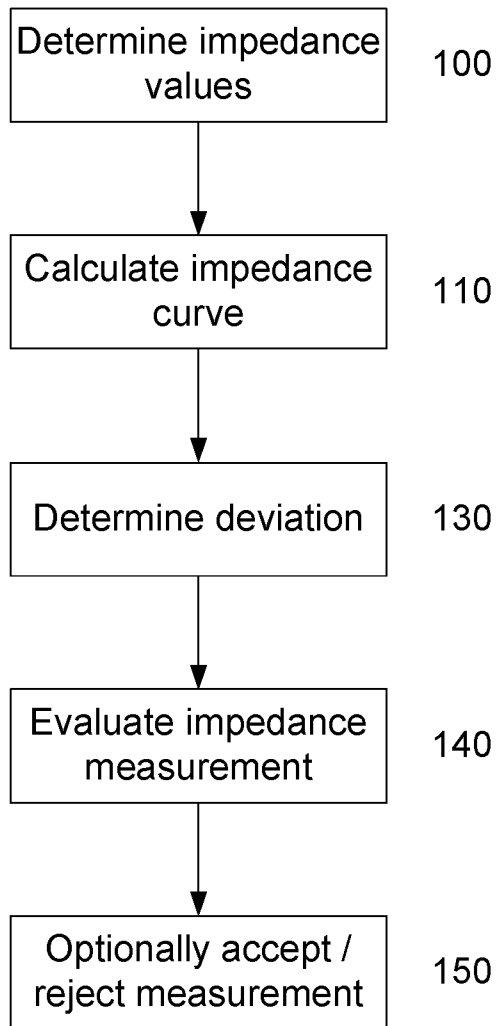 Determine impedance
values
100
Calculate impedance
curve
110
Determine deviation
130
Evaluate impedance
measurement
140
Optionally accept /
reject measurement
150